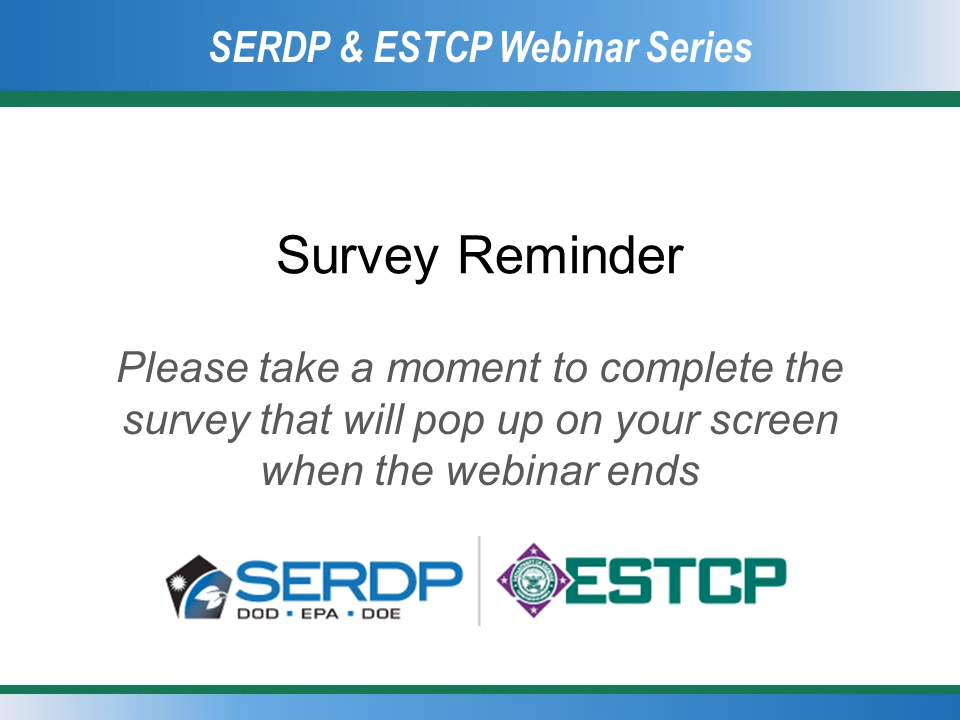 SERDP & ESTCP Webinar Series
Survey Reminder
Please take a moment to complete the
survey that will pop up on your screen
when the webinar ends
SERDP
DOD • EPA • DOE
ESTCP